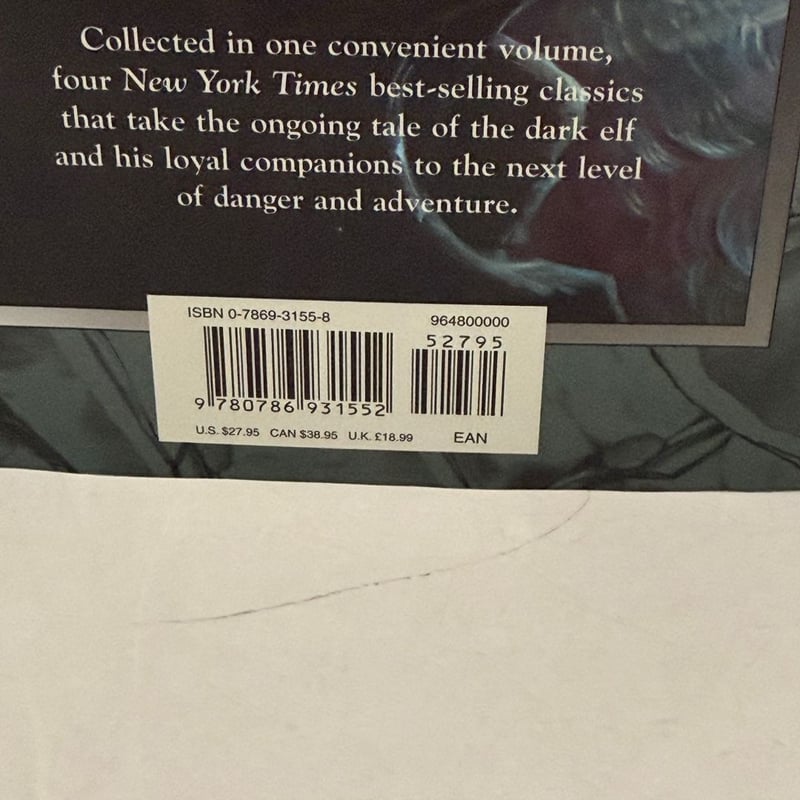 Collected in one convenient volume,
four New York Times best-selling classics
that take the ongoing tale of the dark elf
and his loyal companions to the next level
of danger and adventure.
ISBN 0-7869-3155-8
964800000
52795
9 780786 931552
U.S. $27.95 CAN $38.95 U.K. £18.99
EAN